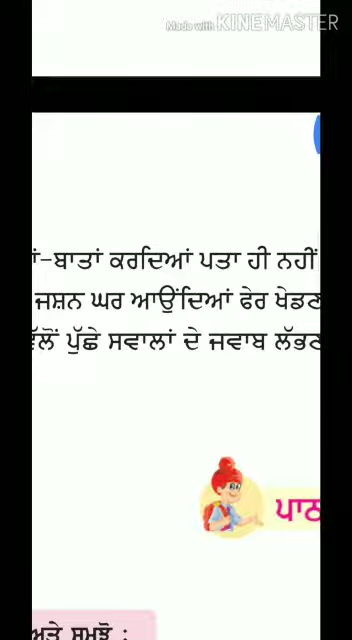 Made with KINEMASTER
-ਬਾਤਾਂ ਕਰਦਿਆਂ ਪਤਾ ਹੀ ਨਹੀਂ
ਜਸ਼ਨ ਘਰ ਆਉਂਦਿਆਂ ਫੇਰ ਖੇਡਣ
ਪੁੱਛੇ ਸਵਾਲਾਂ ਦੇ ਜਵਾਬ ਲੱਭਣ
ਪਾਠ
ਅਤੇ ਸਮਝੋ :